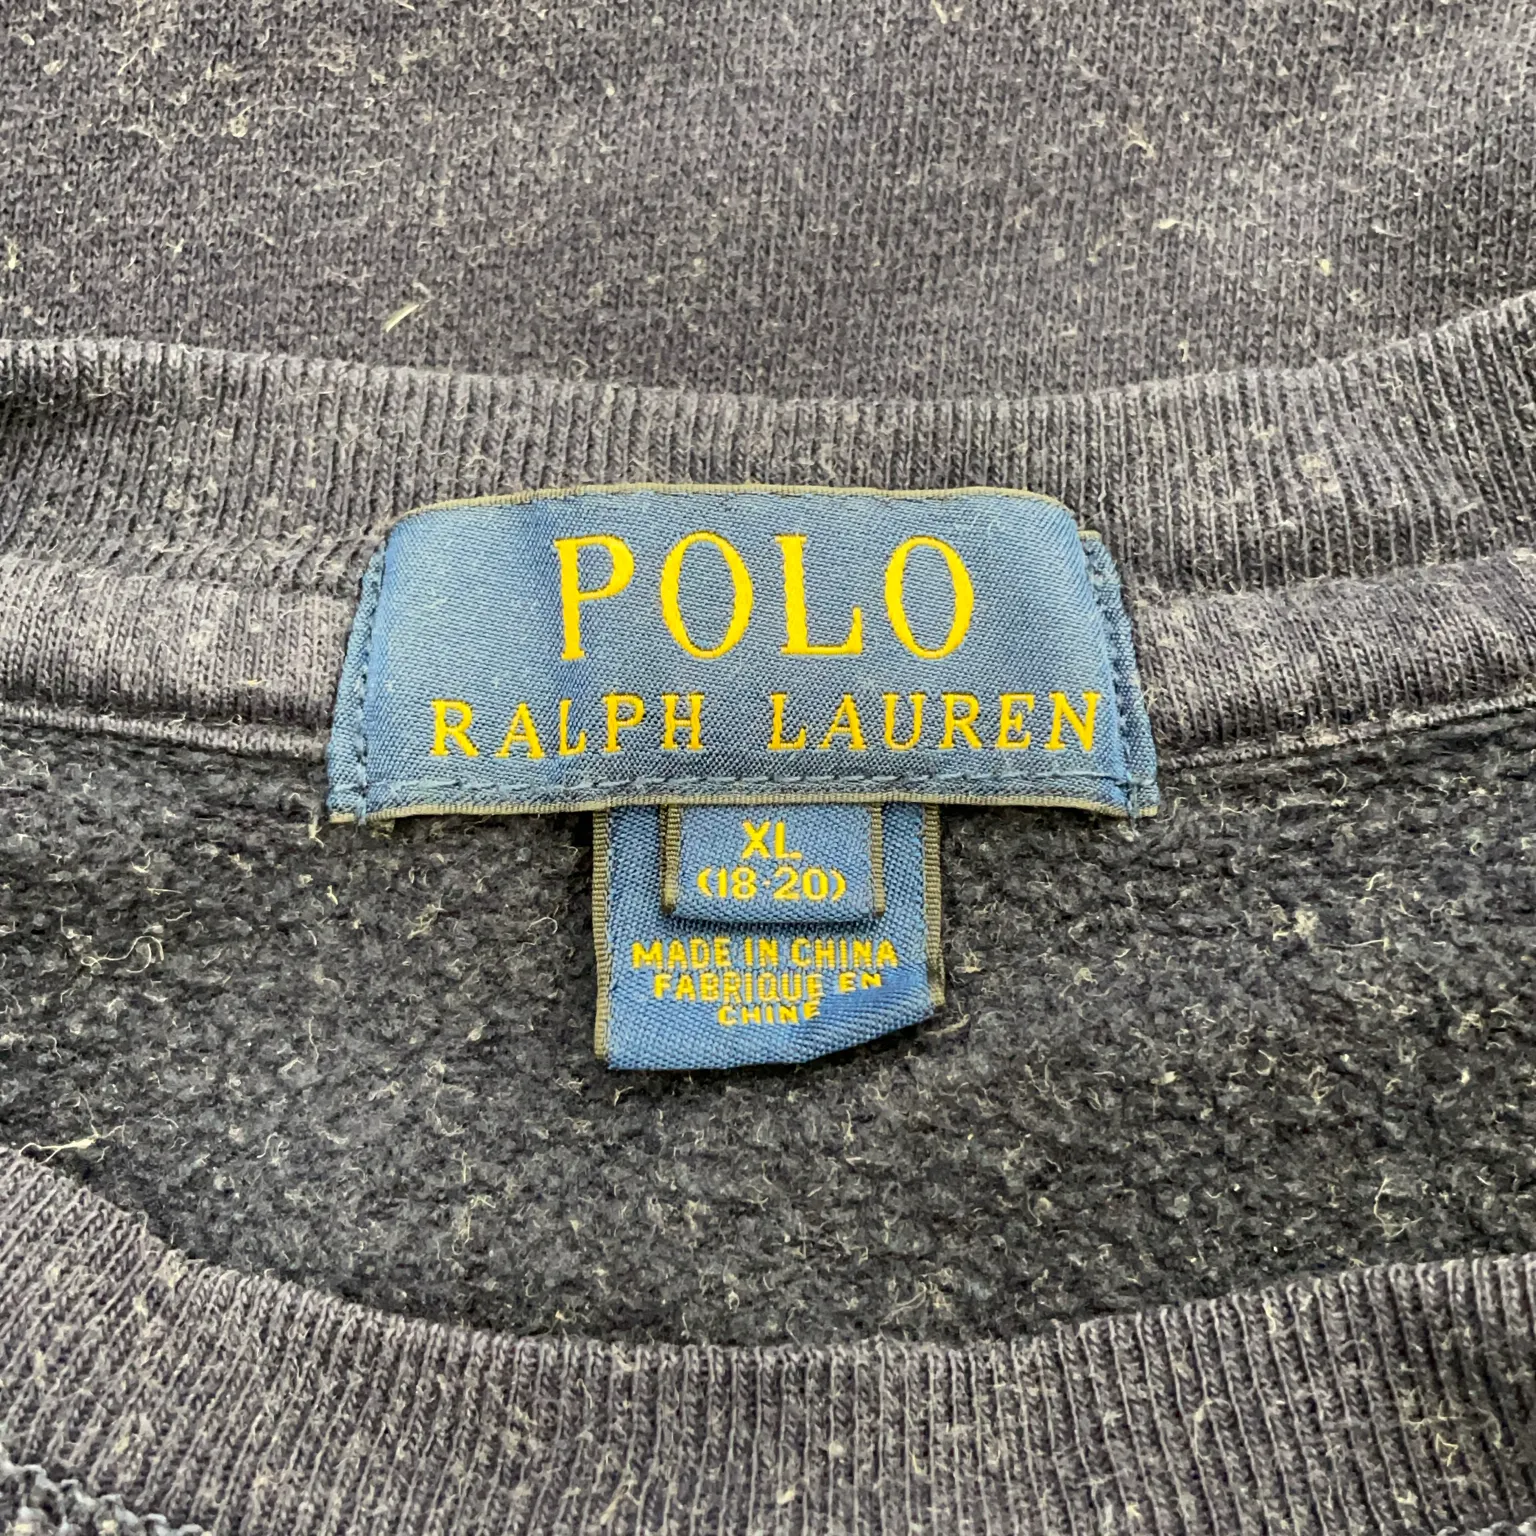 POLO
RALPH LAUREN
XL
(18-20)
MADE IN CHINA
FABRIQUE EN
CHINE